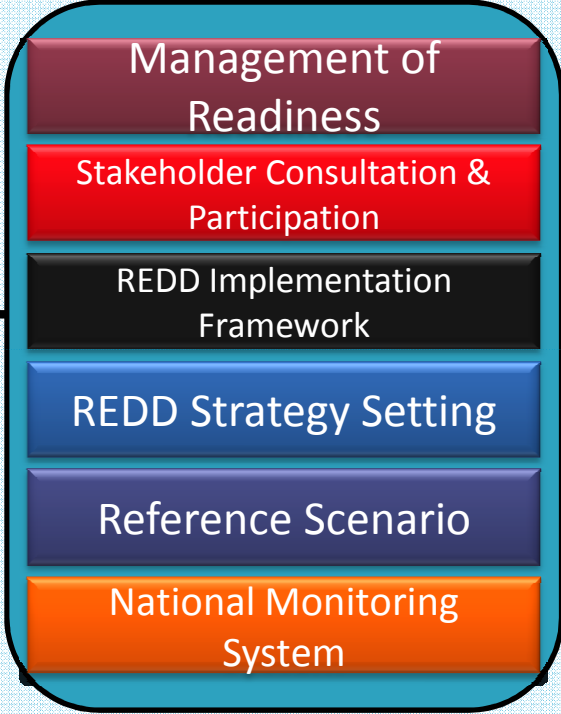 Management of
Readiness
Stakeholder Consultation &
Participation
REDD Implementation
Framework
REDD Strategy Setting
Reference Scenario
National Monitoring
System